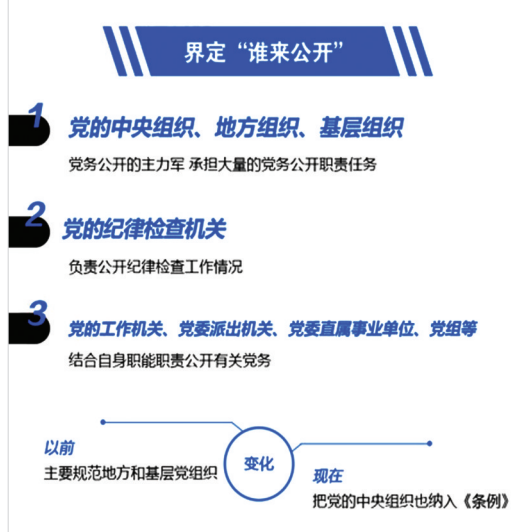 界定“谁来公开”
1
党的中央组织、地方组织、基层组织
党务公开的主力军 承担大量的党务公开职责任务
2
党的纪律检查机关
负责公开纪律检查工作情况
3
党的工作机关、党委派出机关、党委直属事业单位、党组等
结合自身职能职责公开有关党务
以前
主要规范地方和基层党组织
变化
现在
把党的中央组织也纳入《条例》